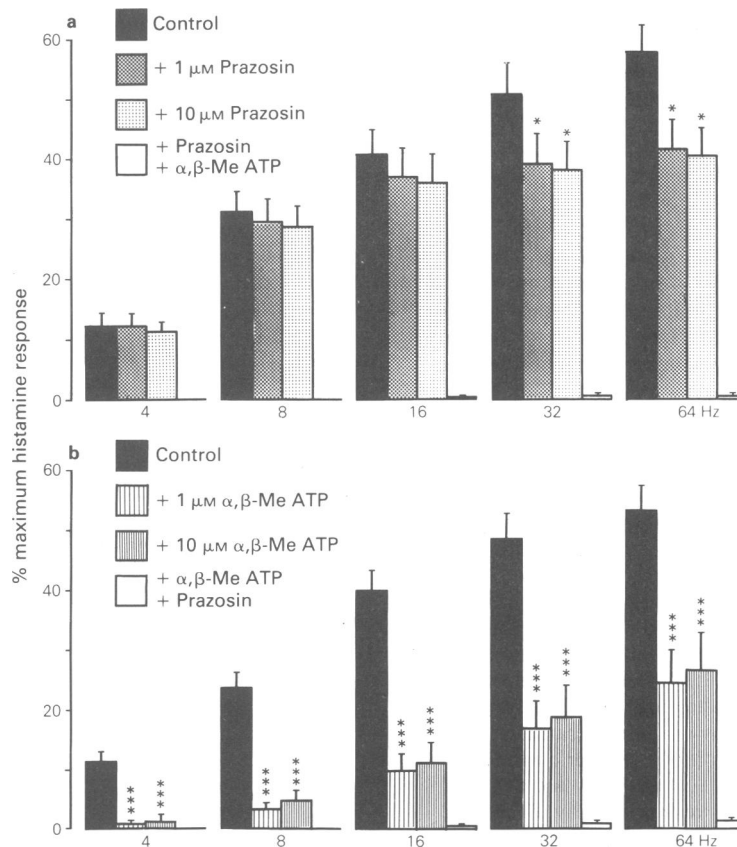 a
Control
+ 1 μM Prazosin
+ 10 μM Prazosin
+ Prazosin
+ α,β-Me ATP
60
40
20
0
*
*
*
*
4
8
16
32
64 Hz
% maximum histamine response
b
Control
+ 1 μM α,β-Me ATP
+ 10 μM α,β-Me ATP
+ α,β-Me ATP
+ Prazosin
60
40
20
0
***
***
***
***
***
***
***
***
***
***
4
8
16
32
64 Hz